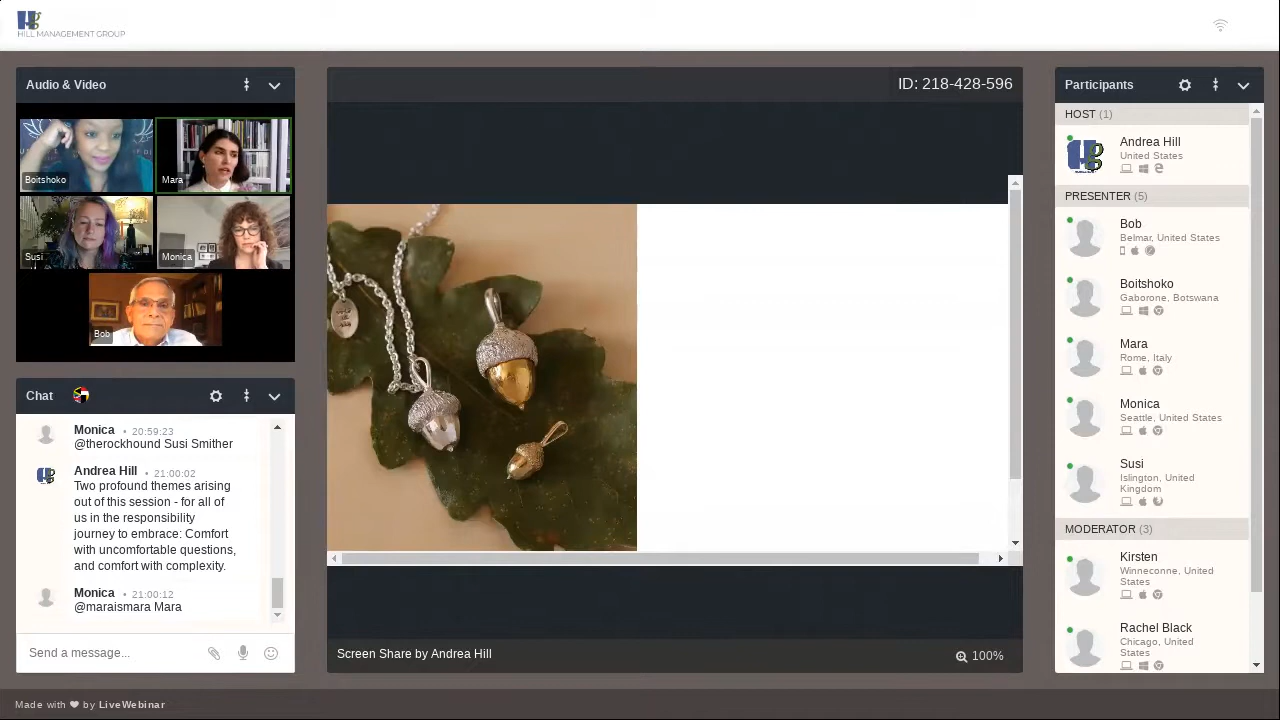 Hg
HILL MANAGEMENT GROUP
Audio & Video
Boitshoko
Mara
Susi
Monica
Bob
Chat
Monica • 20:59:23
@therockhound Susi Smither
Andrea Hill • 21:00:02
Two profound themes arising
out of this session - for all of
us in the responsibility
journey to embrace: Comfort
with uncomfortable questions,
and comfort with complexity.
Monica • 21:00:12
@maraismara Mara
Send a message...
ID: 218-428-596
Screen Share by Andrea Hill
100%
Participants
HOST (1)
Andrea Hill
United States
PRESENTER (5)
Bob
Belmar, United States
Boitshoko
Gaborone, Botswana
Mara
Rome, Italy
Monica
Seattle, United States
Susi
Islington, United
Kingdom
MODERATOR (3)
Kirsten
Winneconne, United
States
Rachel Black
Chicago, United
States
Made with ❤ by LiveWebinar